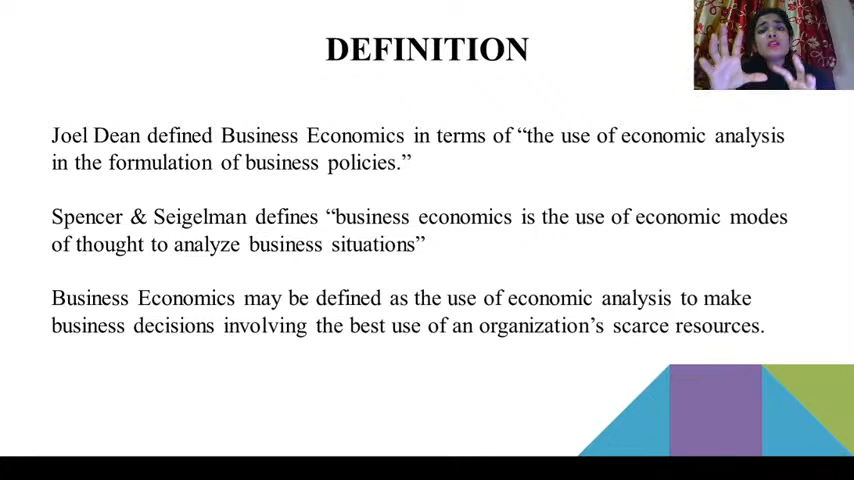 DEFINITION
Joel Dean defined Business Economics in terms of “the use of economic analysis
in the formulation of business policies.”
Spencer & Seigelman defines “business economics is the use of economic modes
of thought to analyze business situations”
Business Economics may be defined as the use of economic analysis to make
business decisions involving the best use of an organization’s scarce resources.